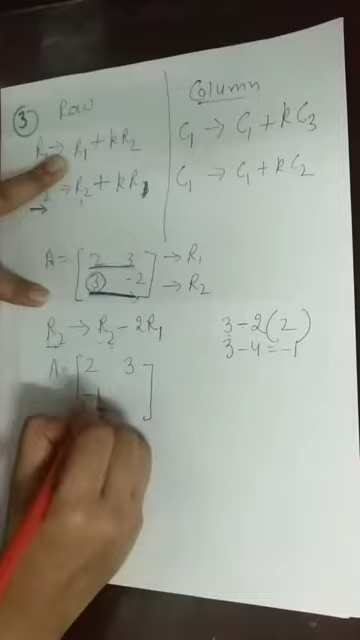 ③ Row
R₁ → R₁ + kR₂
→ R₂ + kR₁
Column
C₁ → C₁ + kC₃
C₁ → C₁ + kC₂
A = [ 2 3 → R₁
③ -2 ] → R₂
R₂ → R₂ - 2R₁
A = [ 2 3
-1 ]
3 - 2(2)
3 - 4 = -1